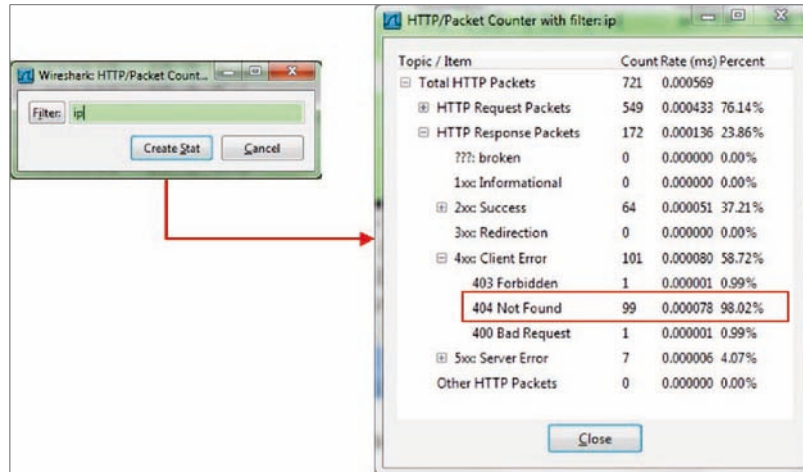 Wireshark: HTTP/Packet Count...
Filter: ip
Create Stat Cancel
HTTP/Packet Counter with filter: ip
Topic / Item Count Rate (ms) Percent
Total HTTP Packets 721 0.000569
HTTP Request Packets 549 0.000433 76.14%
HTTP Response Packets 172 0.000136 23.86%
???: broken 0 0.000000 0.00%
1xx: Informational 0 0.000000 0.00%
2xx: Success 64 0.000051 37.21%
3xx: Redirection 0 0.000000 0.00%
4xx: Client Error 101 0.000080 58.72%
403 Forbidden 1 0.000001 0.99%
404 Not Found 99 0.000078 98.02%
400 Bad Request 1 0.000001 0.99%
5xx: Server Error 7 0.000006 4.07%
Other HTTP Packets 0 0.000000 0.00%
Close